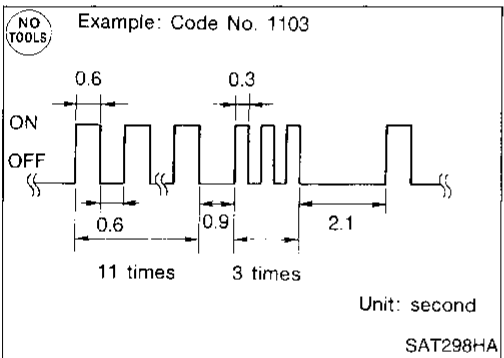 NO TOOLS
Example: Code No. 1103
0.6
0.3
ON
OFF
0.6
0.9
2.1
11 times
3 times
Unit: second
SAT298HA